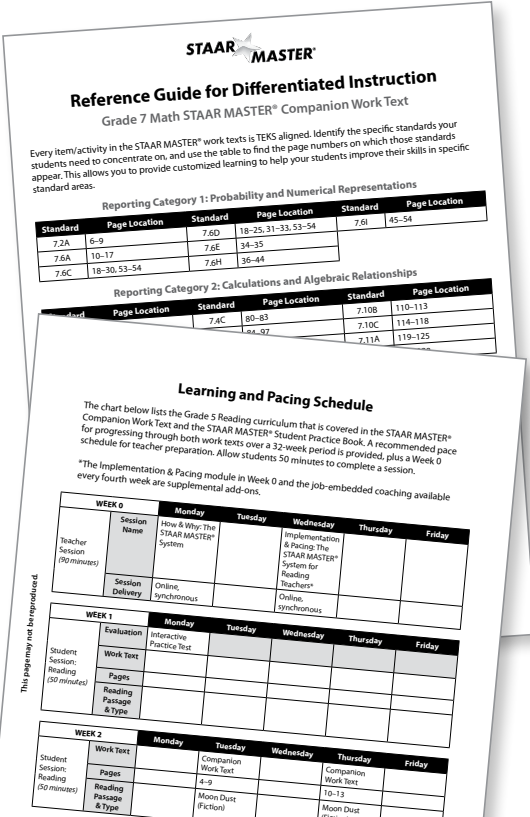 STAAR MASTER®
Reference Guide for Differentiated Instruction
Grade 7 Math STAAR MASTER® Companion Work Text
Every item/activity in the STAAR MASTER® work texts is TEKS aligned. Identify the specific standards your
students need to concentrate on, and use the table to find the page numbers on which those standards
appear. This allows you to provide customized learning to help your students improve their skills in specific
standard areas.
Reporting Category 1: Probability and Numerical Representations
Standard Page Location Standard Page Location Standard Page Location
7.2A 6–9 7.6D 18–25, 31–33, 53–54 7.6I 45–54
7.6A 10–17 7.6E 34–35
7.6C 18–30, 53–54 7.6H 36–44
Reporting Category 2: Calculations and Algebraic Relationships
Page Location Standard Page Location Standard Page Location
7.4C 80–83 7.10B 110–113
7.10C 114–118
7.11A 119–125
Learning and Pacing Schedule
The chart below lists the Grade 5 Reading curriculum that is covered in the STAAR MASTER®
Companion Work Text and the STAAR MASTER® Student Practice Book. A recommended pace
for progressing through both work texts over a 32-week period is provided, plus a Week 0
schedule for teacher preparation. Allow students 50 minutes to complete a session.
*The Implementation & Pacing module in Week 0 and the job-embedded coaching available
every fourth week are supplemental add-ons.
WEEK 0 Monday Tuesday Wednesday Thursday Friday
Teacher
Session
(90 minutes)
Session
Name
How & Why: The
STAAR MASTER®
System
Implementation
& Pacing: The
STAAR MASTER®
System for
Reading
Teachers*
Session
Delivery
Online,
synchronous
Online,
synchronous
WEEK 1 Monday Tuesday Wednesday Thursday Friday
Student
Session:
Reading
(50 minutes)
Evaluation
Interactive
Practice Test
Work Text
Pages
Reading
Passage
& Type
WEEK 2 Monday Tuesday Wednesday Thursday Friday
Student
Session:
Reading
(50 minutes)
Work Text
Companion
Work Text
Companion
Work Text
Pages 4–9 10–13
Reading
Passage
& Type
Moon Dust
(Fiction)
Moon Dust
This page may not be reproduced.